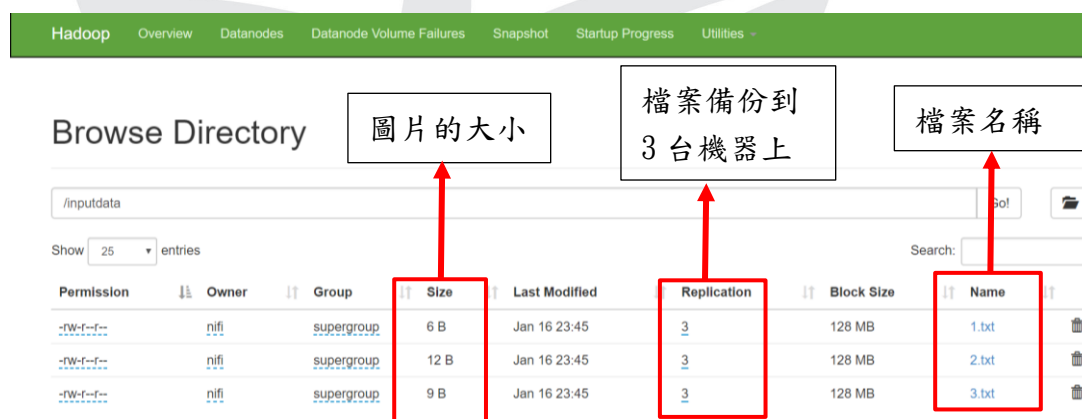 Hadoop Overview Datanodes Datanode Volume Failures Snapshot Startup Progress Utilities
檔案備份到
3台機器上
圖片的大小
檔案名稱
Browse Directory
/inputdata Go!
Show 25 entries Search:
Permission Owner Group Size Last Modified Replication Block Size Name
-rw-r--r-- nifi supergroup 6 B Jan 16 23:45 3 128 MB 1.txt
-rw-r--r-- nifi supergroup 12 B Jan 16 23:45 3 128 MB 2.txt
-rw-r--r-- nifi supergroup 9 B Jan 16 23:45 3 128 MB 3.txt